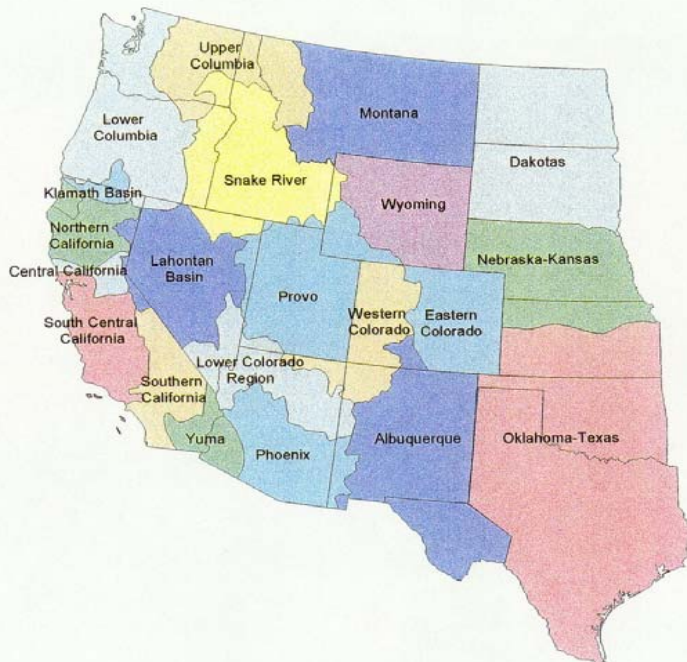 Upper
Columbia
Montana
Lower
Columbia
Dakotas
Snake River
Klamath Basin
Wyoming
Northern
California
Nebraska-Kansas
Central California
Lahontan
Basin
Provo
Western
Colorado
Eastern
Colorado
South Central
California
Lower Colorado
Region
Southern
California
Yuma
Phoenix
Albuquerque
Oklahoma-Texas